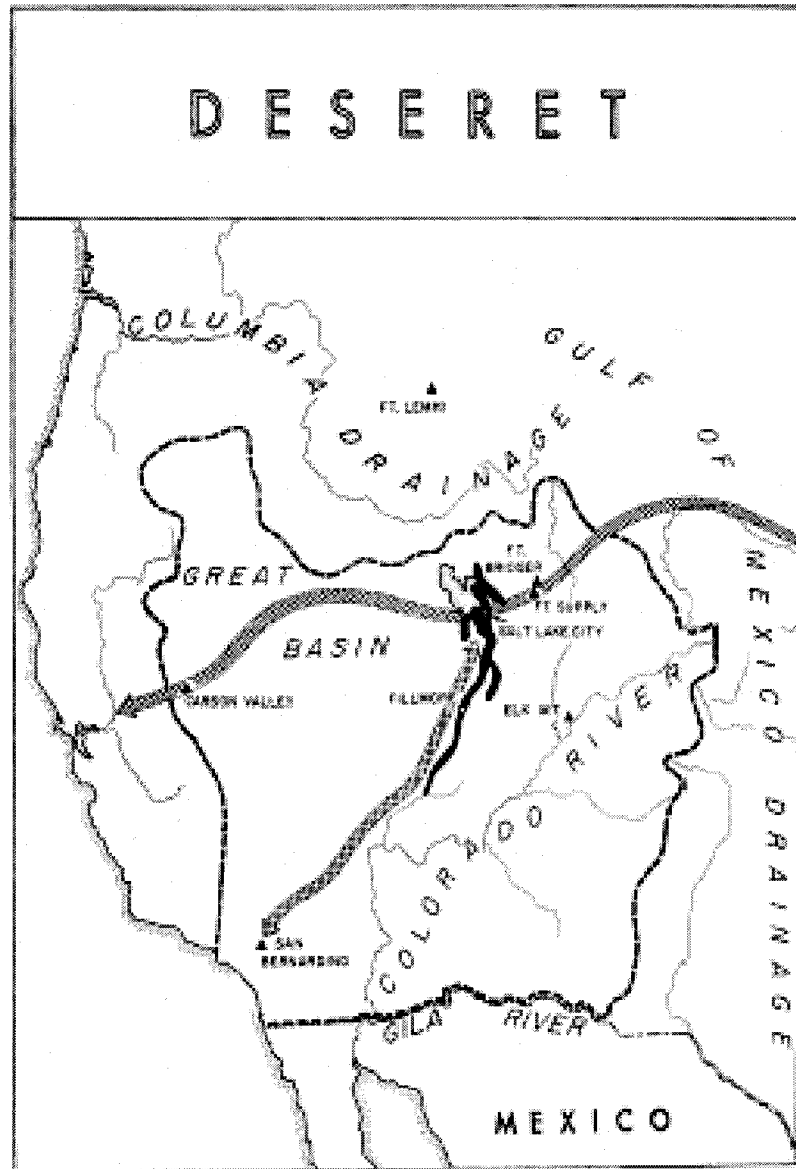 DESERET
COLUMBIA DRAINAGE
GULF OF MEXICO DRAINAGE
FT. LEMHI
GREAT
BASIN
FT.
BRIDGER
FT. SUPPLY
SALT LAKE CITY
CARSON VALLEY
FILLMORE
ELK MT.
COLORADO RIVER
SAN
BERNARDINO
GILA RIVER
MEXICO